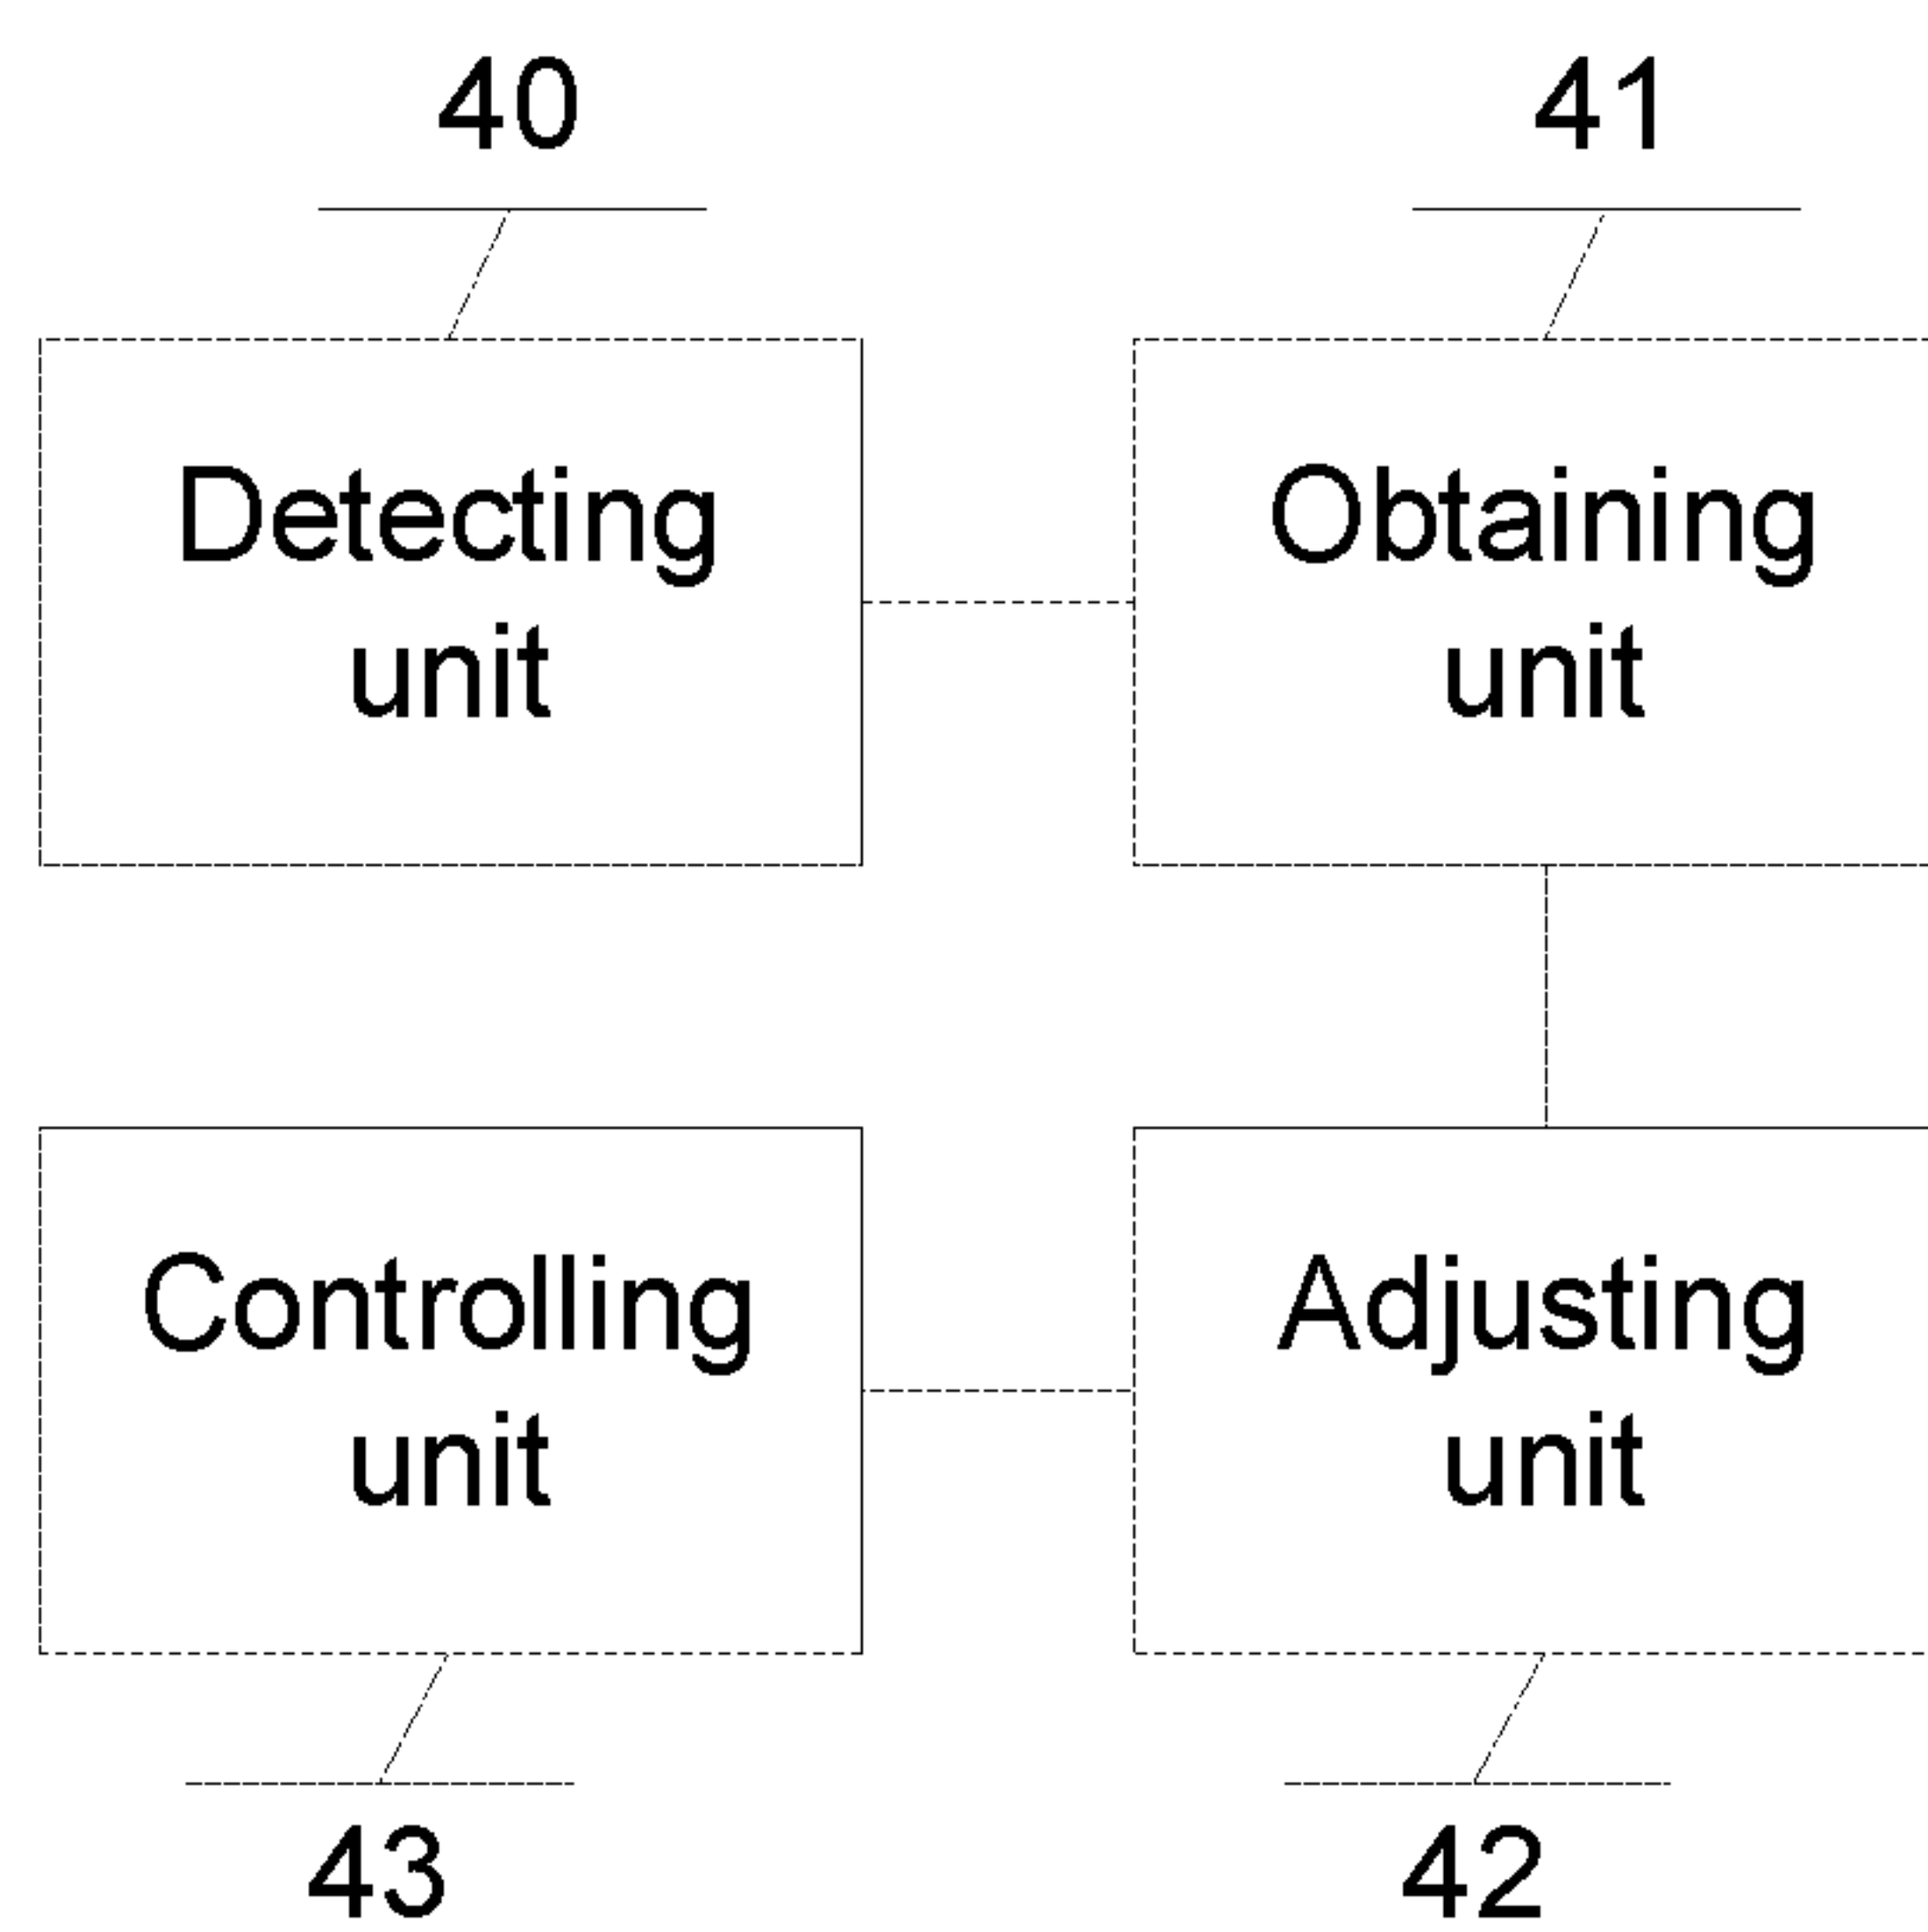 40
41
Detecting
unit
Obtaining
unit
Controlling
unit
Adjusting
unit
43
42